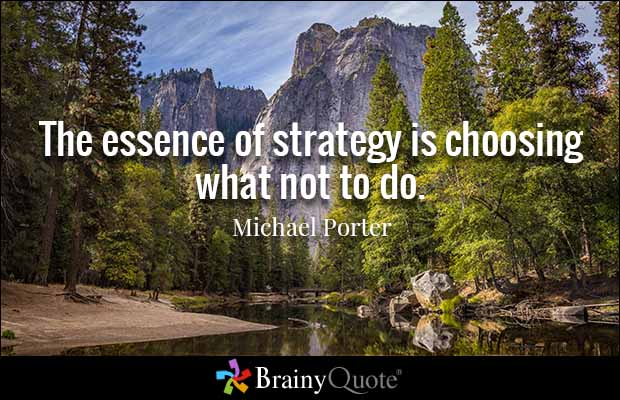 The essence of strategy is choosing
what not to do.
Michael Porter
BrainyQuote®